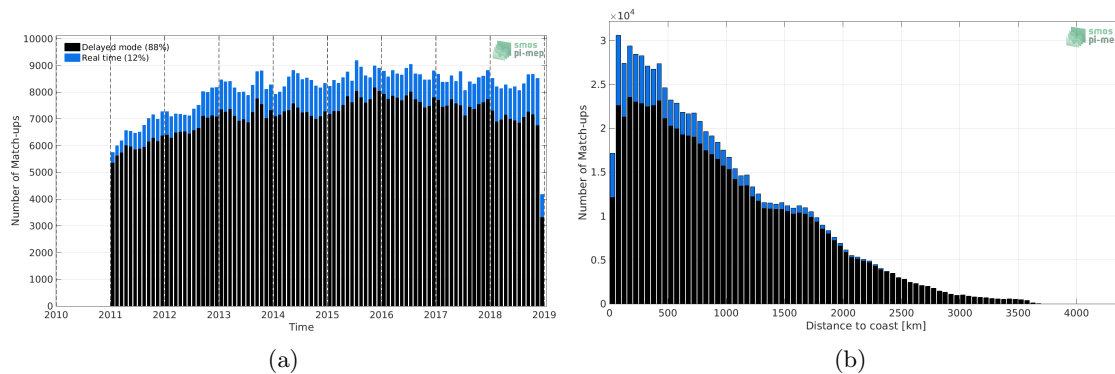 10000
9000
8000
7000
6000
5000
4000
3000
2000
1000
0
Number of Match-ups
Delayed mode (88%)
Real time (12%)
smos
pi-mep
2010 2011 2012 2013 2014 2015 2016 2017 2018 2019
Time
(a)
×10⁴
3
2.5
2
1.5
1
0.5
0
Number of Match-ups
smos
pi-mep
0 500 1000 1500 2000 2500 3000 3500 4000
Distance to coast [km]
(b)